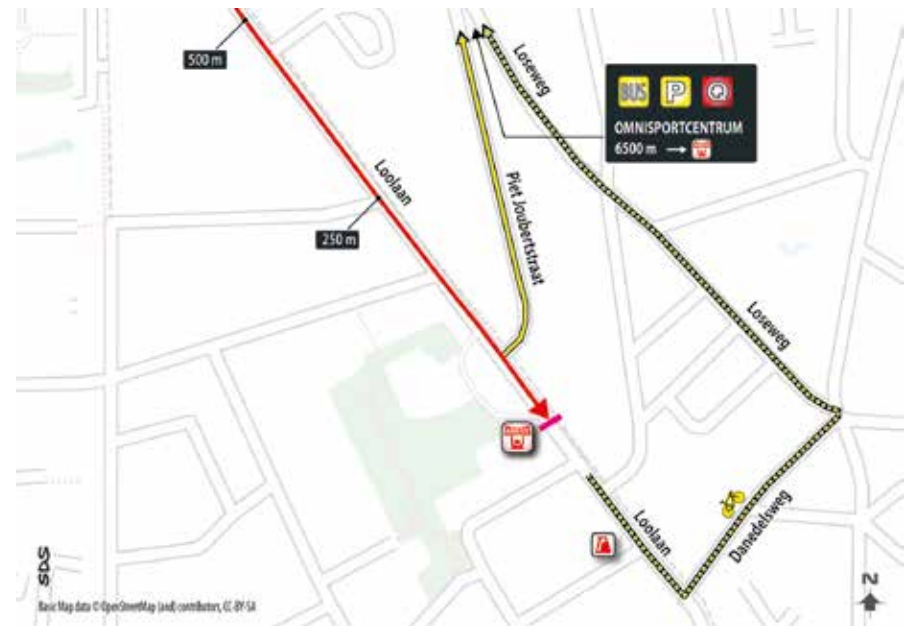 500 m
Loseweg
BUS P Q
OMNISPORTCENTRUM
6500 m
Loolaan
Piet Joubertstraat
250 m
Loseweg
Loolaan
Danedelsweg
N
SDS
Basic Map data © OpenStreetMap (and) contributors, CC-BY-SA